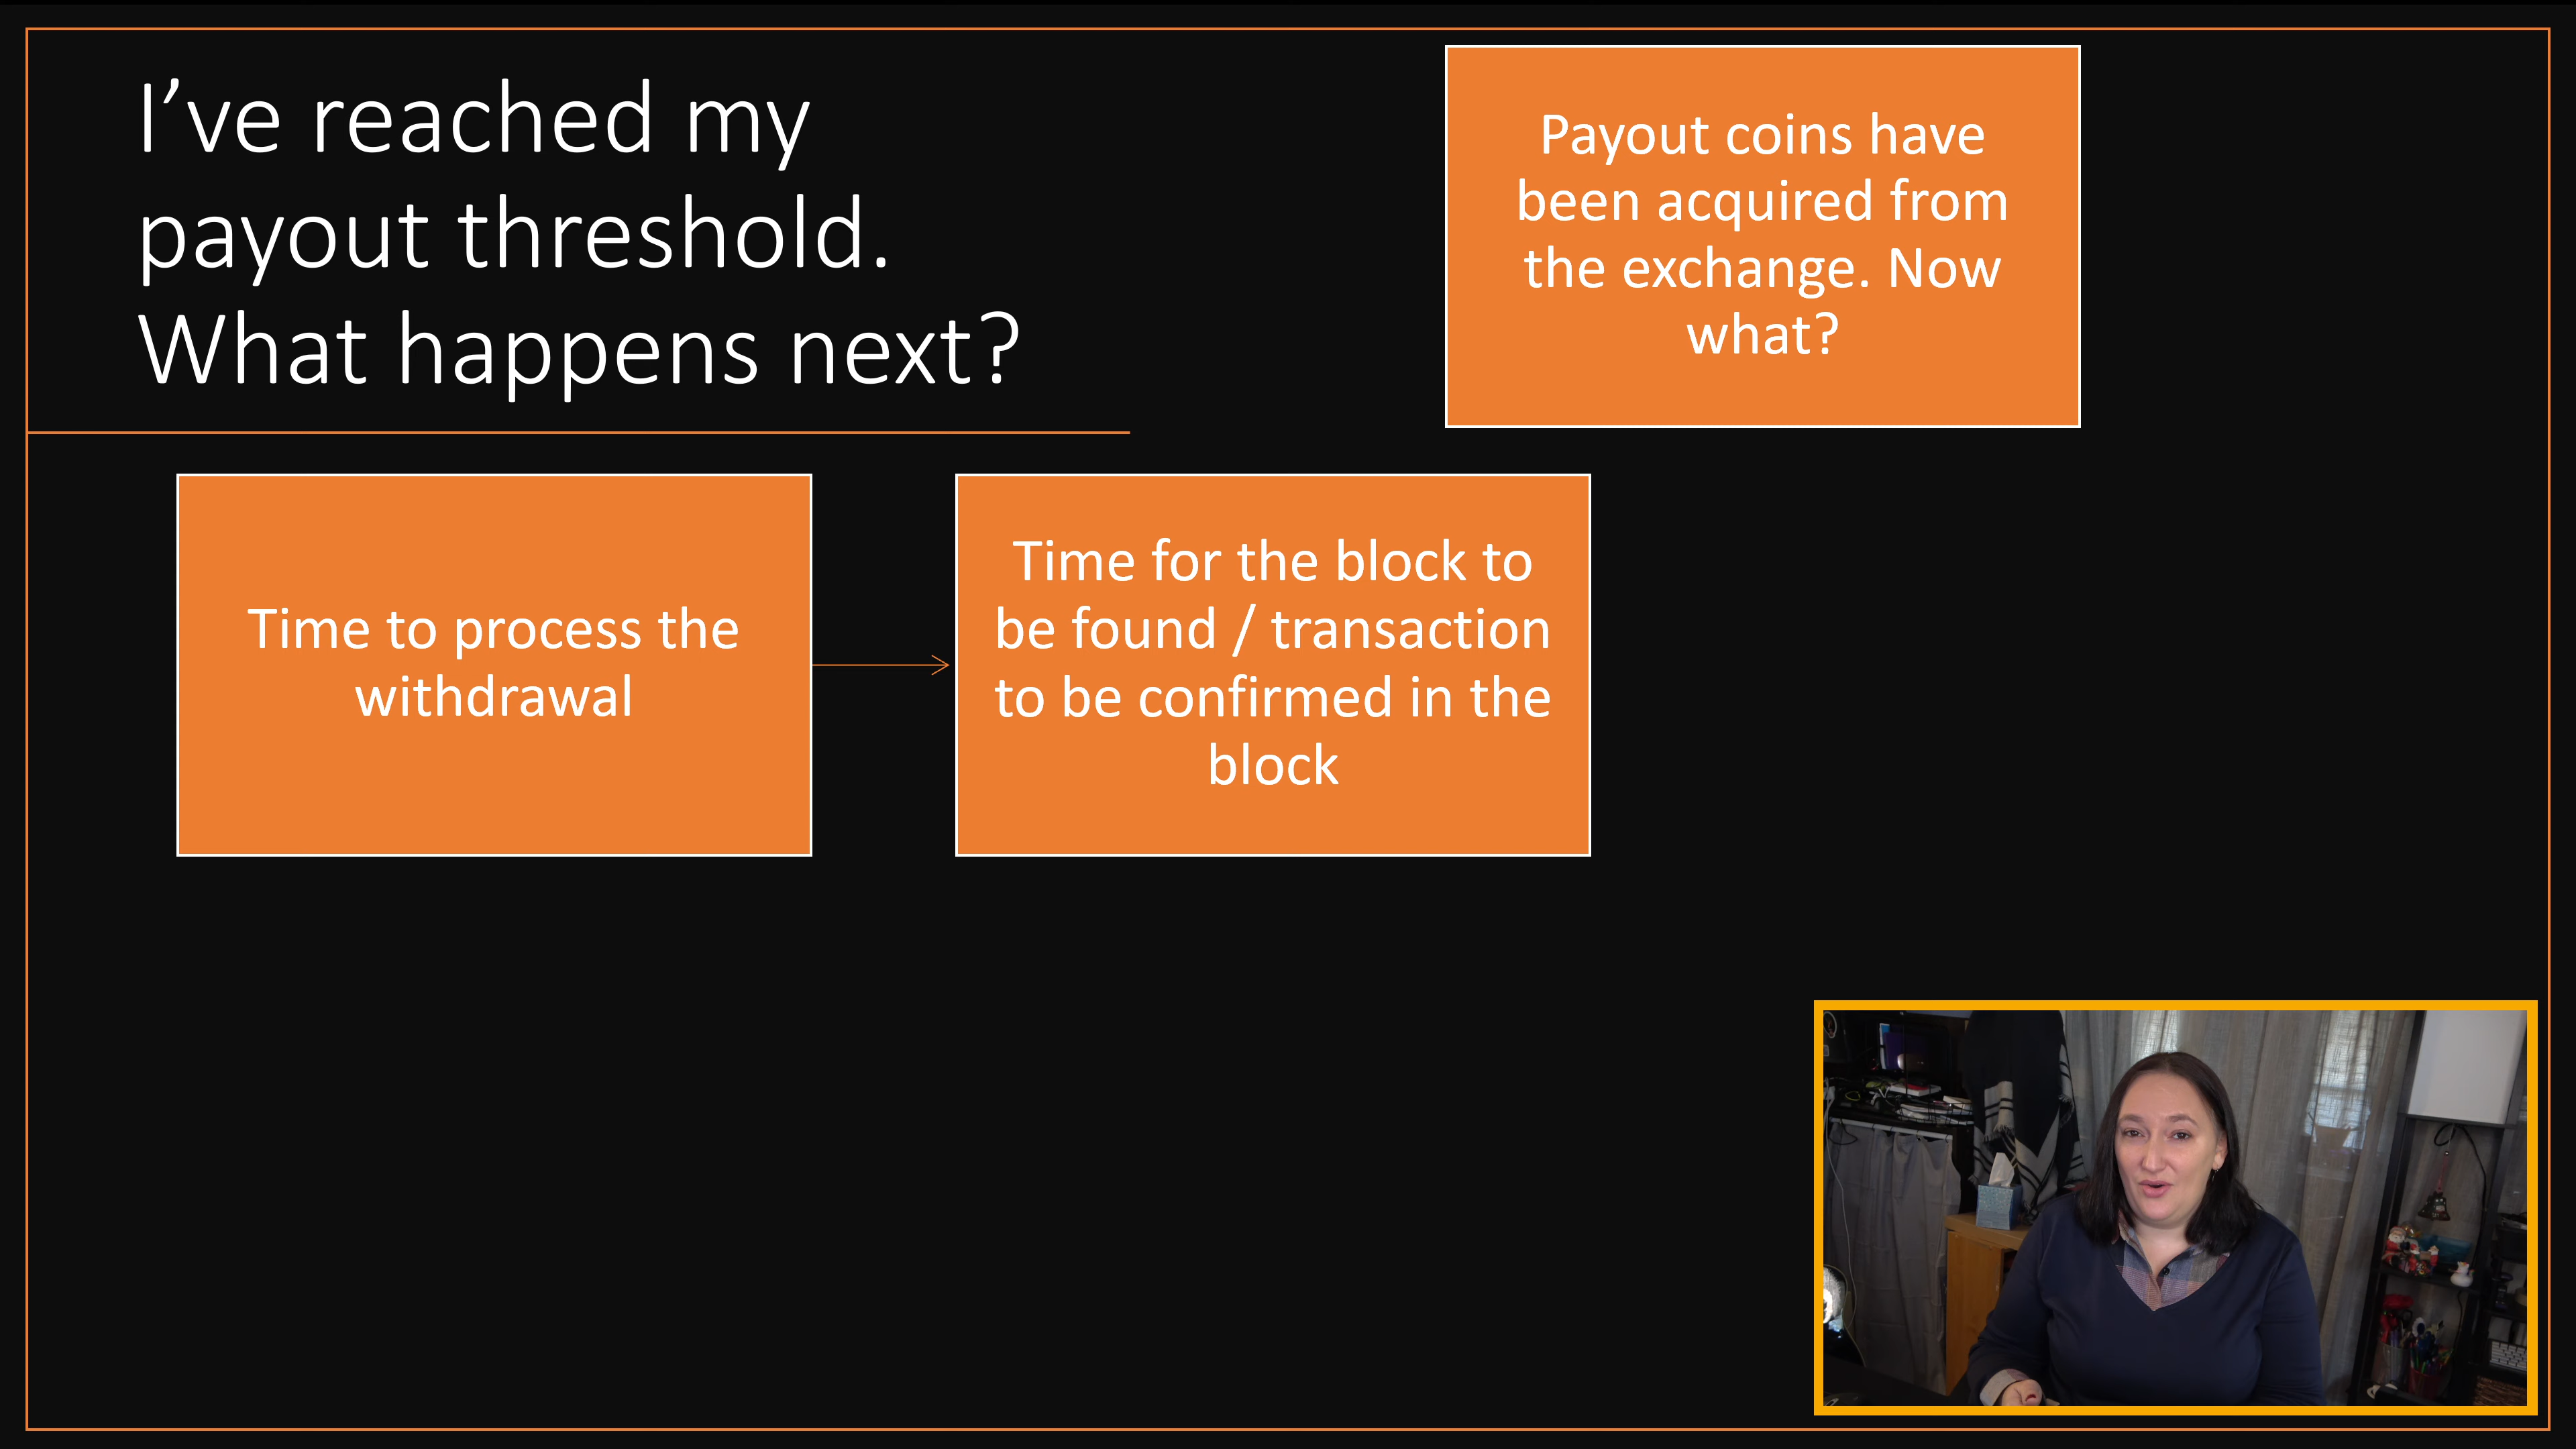 I’ve reached my
payout threshold.
What happens next?
Payout coins have
been acquired from
the exchange. Now
what?
Time to process the
withdrawal
Time for the block to
be found / transaction
to be confirmed in the
block